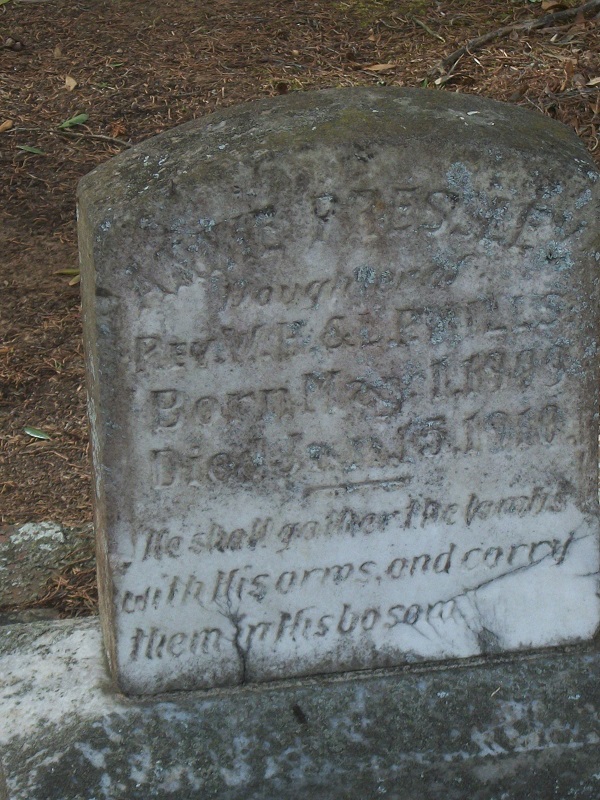 PRESSLEY
Daughter of
REV. W. P. & L. P. MILLS.
Born May 1, 1909
Died Jan. 15, 1910.
He shall gather the lambs
with His arms, and carry
them in His bosom.